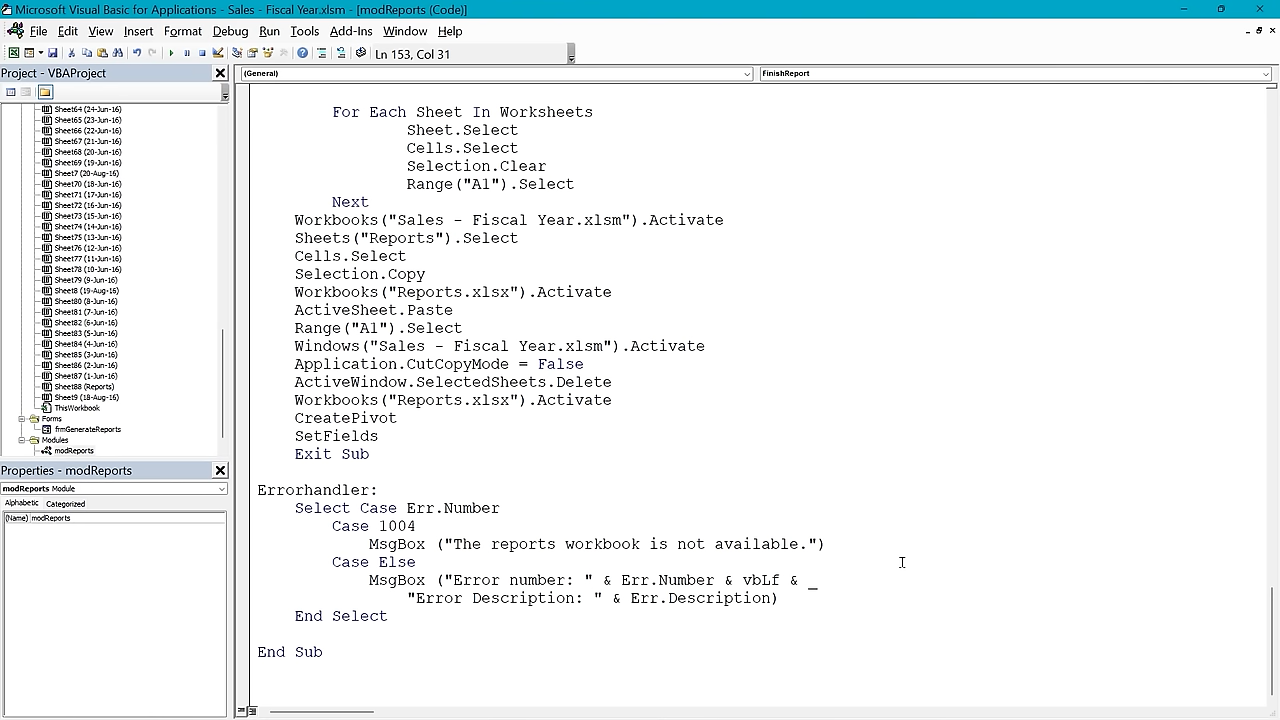 Microsoft Visual Basic for Applications - Sales - Fiscal Year.xlsm - [modReports (Code)]
File Edit View Insert Format Debug Run Tools Add-Ins Window Help
Ln 153, Col 31
Project - VBAProject
(General) FinishReport
Sheet64 (24-Jun-16)
Sheet65 (23-Jun-16)
Sheet66 (22-Jun-16)
Sheet67 (21-Jun-16)
Sheet68 (20-Jun-16)
Sheet69 (19-Jun-16)
Sheet7 (20-Aug-16)
Sheet70 (18-Jun-16)
Sheet71 (17-Jun-16)
Sheet72 (16-Jun-16)
Sheet73 (15-Jun-16)
Sheet74 (14-Jun-16)
Sheet75 (13-Jun-16)
Sheet76 (12-Jun-16)
Sheet77 (11-Jun-16)
Sheet78 (10-Jun-16)
Sheet79 (9-Jun-16)
Sheet8 (19-Aug-16)
Sheet80 (8-Jun-16)
Sheet81 (7-Jun-16)
Sheet82 (6-Jun-16)
Sheet83 (5-Jun-16)
Sheet84 (4-Jun-16)
Sheet85 (3-Jun-16)
Sheet86 (2-Jun-16)
Sheet87 (1-Jun-16)
Sheet88 (Reports)
Sheet9 (18-Aug-16)
ThisWorkbook
Forms
frmGenerateReports
Modules
modReports
Properties - modReports
modReports Module
Alphabetic Categorized
(Name) modReports
For Each Sheet In Worksheets
Sheet.Select
Cells.Select
Selection.Clear
Range("A1").Select
Next
Workbooks("Sales - Fiscal Year.xlsm").Activate
Sheets("Reports").Select
Cells.Select
Selection.Copy
Workbooks("Reports.xlsx").Activate
ActiveSheet.Paste
Range("A1").Select
Windows("Sales - Fiscal Year.xlsm").Activate
Application.CutCopyMode = False
ActiveWindow.SelectedSheets.Delete
Workbooks("Reports.xlsx").Activate
CreatePivot
SetFields
Exit Sub
Errorhandler:
Select Case Err.Number
Case 1004
MsgBox ("The reports workbook is not available.")
Case Else
MsgBox ("Error number: " & Err.Number & vbLf & _
"Error Description: " & Err.Description)
End Select
End Sub